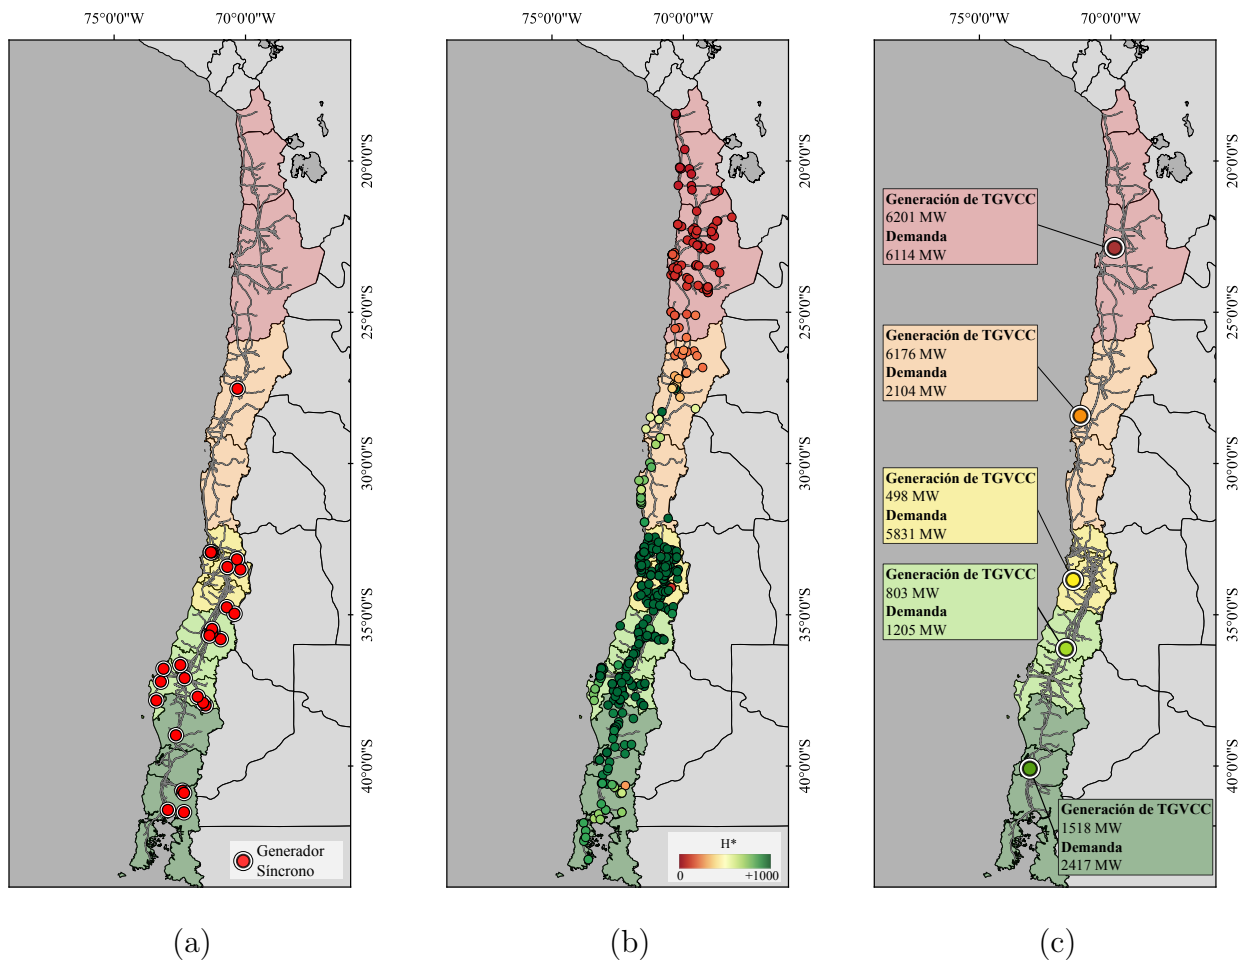 75°0'0"W 70°0'0"W
20°0'0"S
25°0'0"S
30°0'0"S
35°0'0"S
40°0'0"S
Generador
Síncrono
(a)
70°0'0"W
H*
0 +1000
(b)
75°0'0"W 70°0'0"W
20°0'0"S
25°0'0"S
30°0'0"S
35°0'0"S
40°0'0"S
Generación de TGVCC
6201 MW
Demanda
6114 MW
Generación de TGVCC
6176 MW
Demanda
2104 MW
Generación de TGVCC
498 MW
Demanda
5831 MW
Generación de TGVCC
803 MW
Demanda
1205 MW
Generación de TGVCC
1518 MW
Demanda
2417 MW
(c)